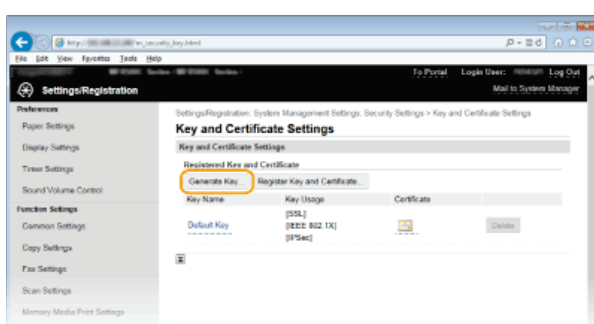 http://
/m_security_key.html
File Edit View Favorites Tools Help
To Portal Login User: Log Out
Settings/Registration
Mail to System Manager
Preferences
Paper Settings
Display Settings
Timer Settings
Sound Volume Control
Function Settings
Common Settings
Copy Settings
Fax Settings
Scan Settings
Memory Media Print Settings
Settings/Registration: System Management Settings: Security Settings > Key and Certificate Settings
Key and Certificate Settings
Key and Certificate Settings
Registered Key and Certificate
Generate Key... Register Key and Certificate...
Key Name Key Usage Certificate
[SSL]
Default Key [IEEE 802.1X] Delete
[IPSec]